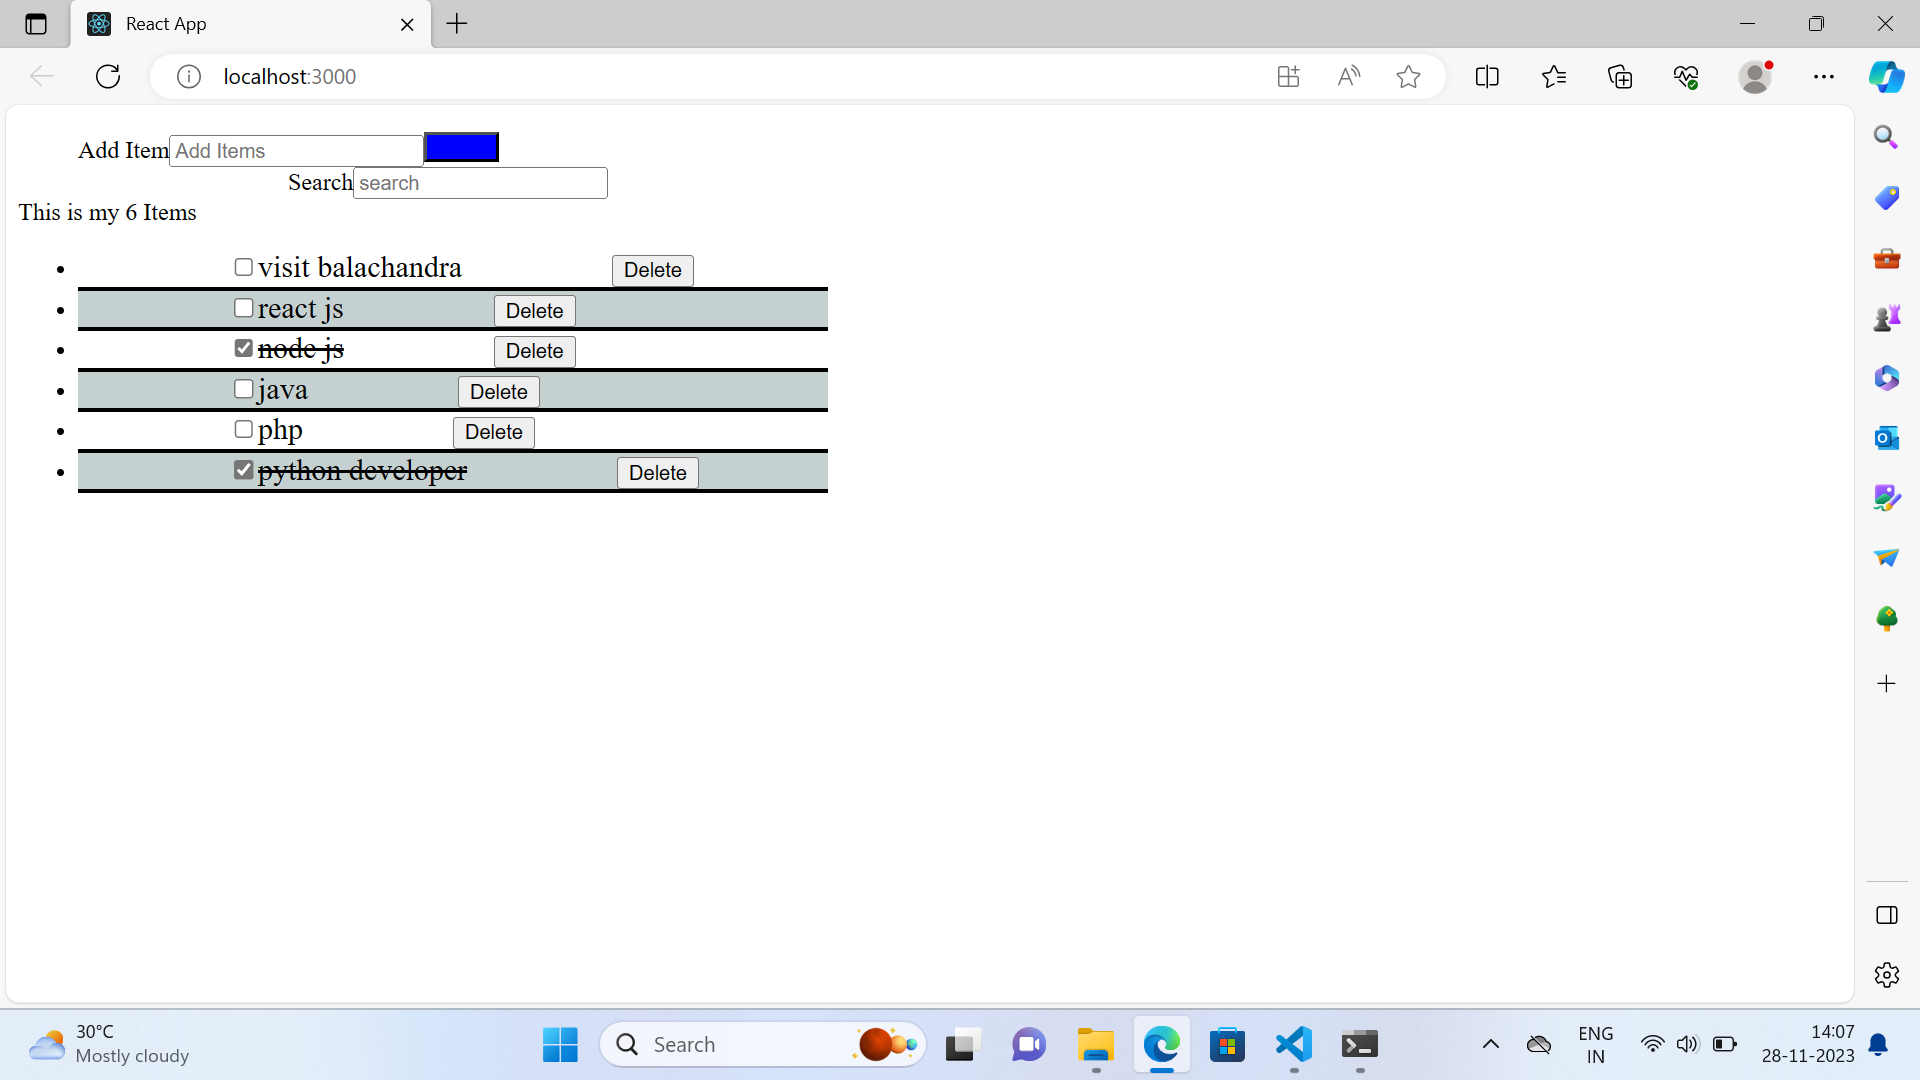 React App
localhost:3000
Add Item Add Items
Search search
This is my 6 Items
visit balachandra Delete
react js Delete
node js Delete
java Delete
php Delete
python developer Delete
30°C
Mostly cloudy
Search
ENG
IN
14:07
28-11-2023